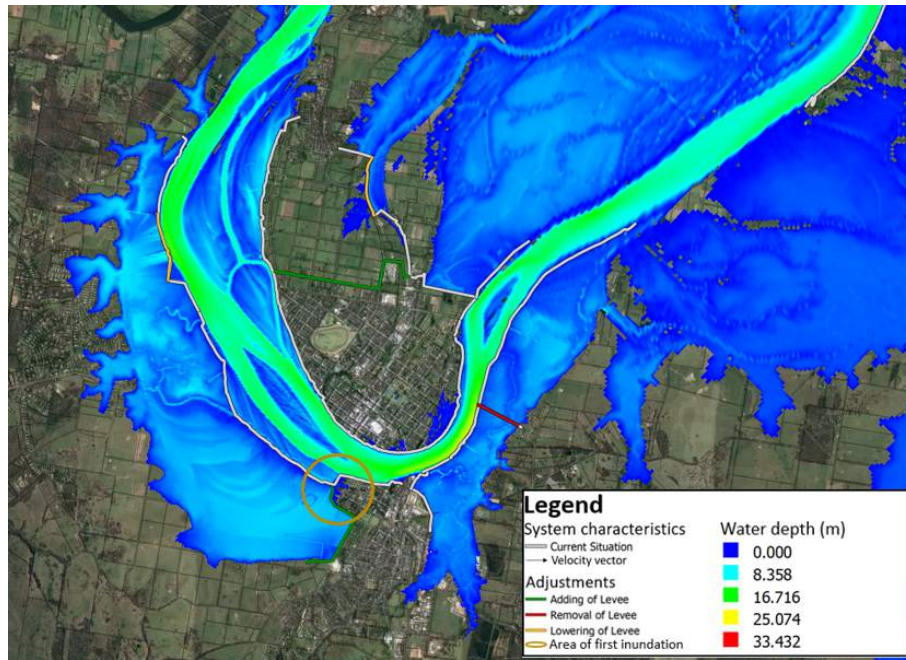 Legend
System characteristics
Current Situation
Velocity vector
Adjustments
Adding of Levee
Removal of Levee
Lowering of Levee
Area of first inundation
Water depth (m)
0.000
8.358
16.716
25.074
33.432